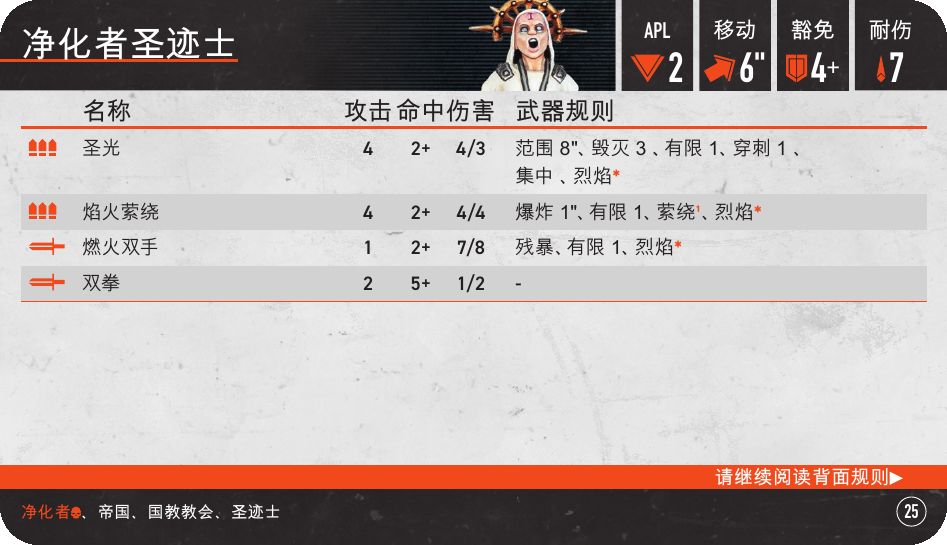 净化者圣迹士
APL 移动 豁免 耐伤
2 6" 4+ 7
名称 攻击 命中 伤害 武器规则
圣光 4 2+ 4/3 范围 8"、毁灭 3 、有限 1、穿刺 1 、
集中 、烈焰*
焰火萦绕 4 2+ 4/4 爆炸 1"、有限 1、萦绕¹、烈焰*
燃火双手 1 2+ 7/8 残暴、有限 1、烈焰*
双拳 2 5+ 1/2 -
请继续阅读背面规则▶
净化者、帝国、国教教会、圣迹士
25